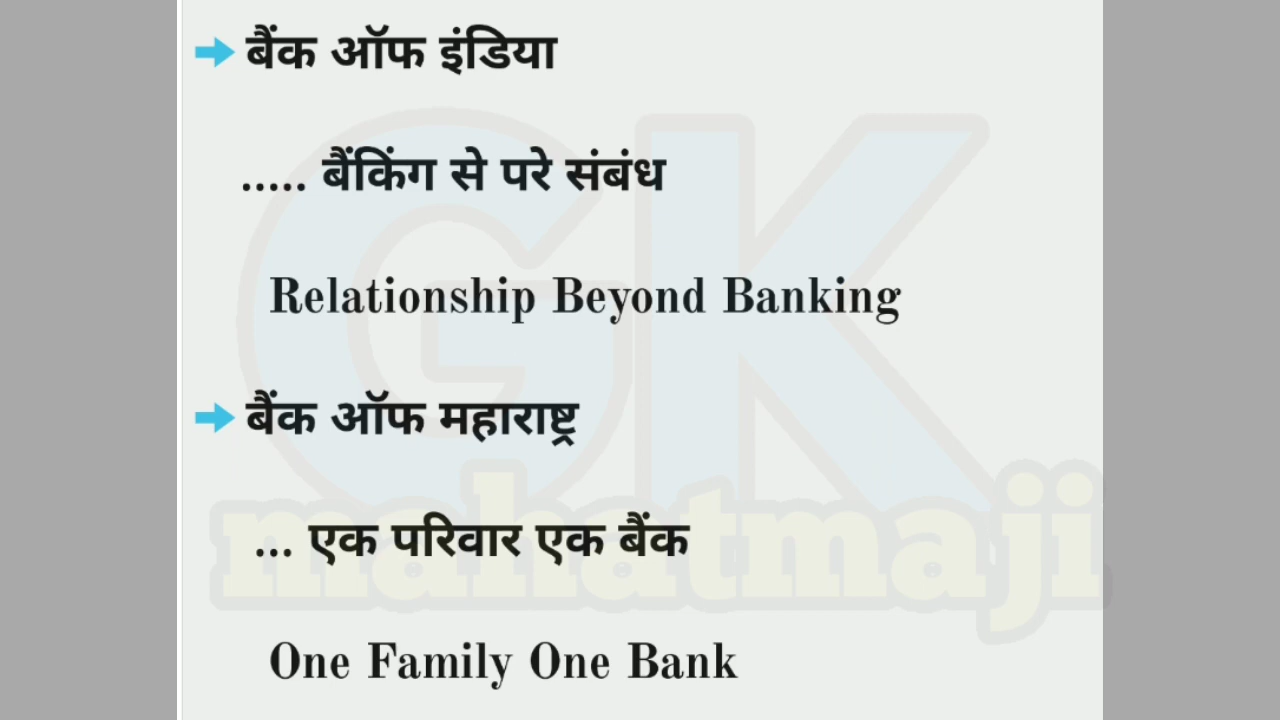 बैंक ऑफ इंडिया
..... बैंकिंग से परे संबंध
Relationship Beyond Banking
बैंक ऑफ महाराष्ट्र
... एक परिवार एक बैंक
One Family One Bank
GK
mahatmaji